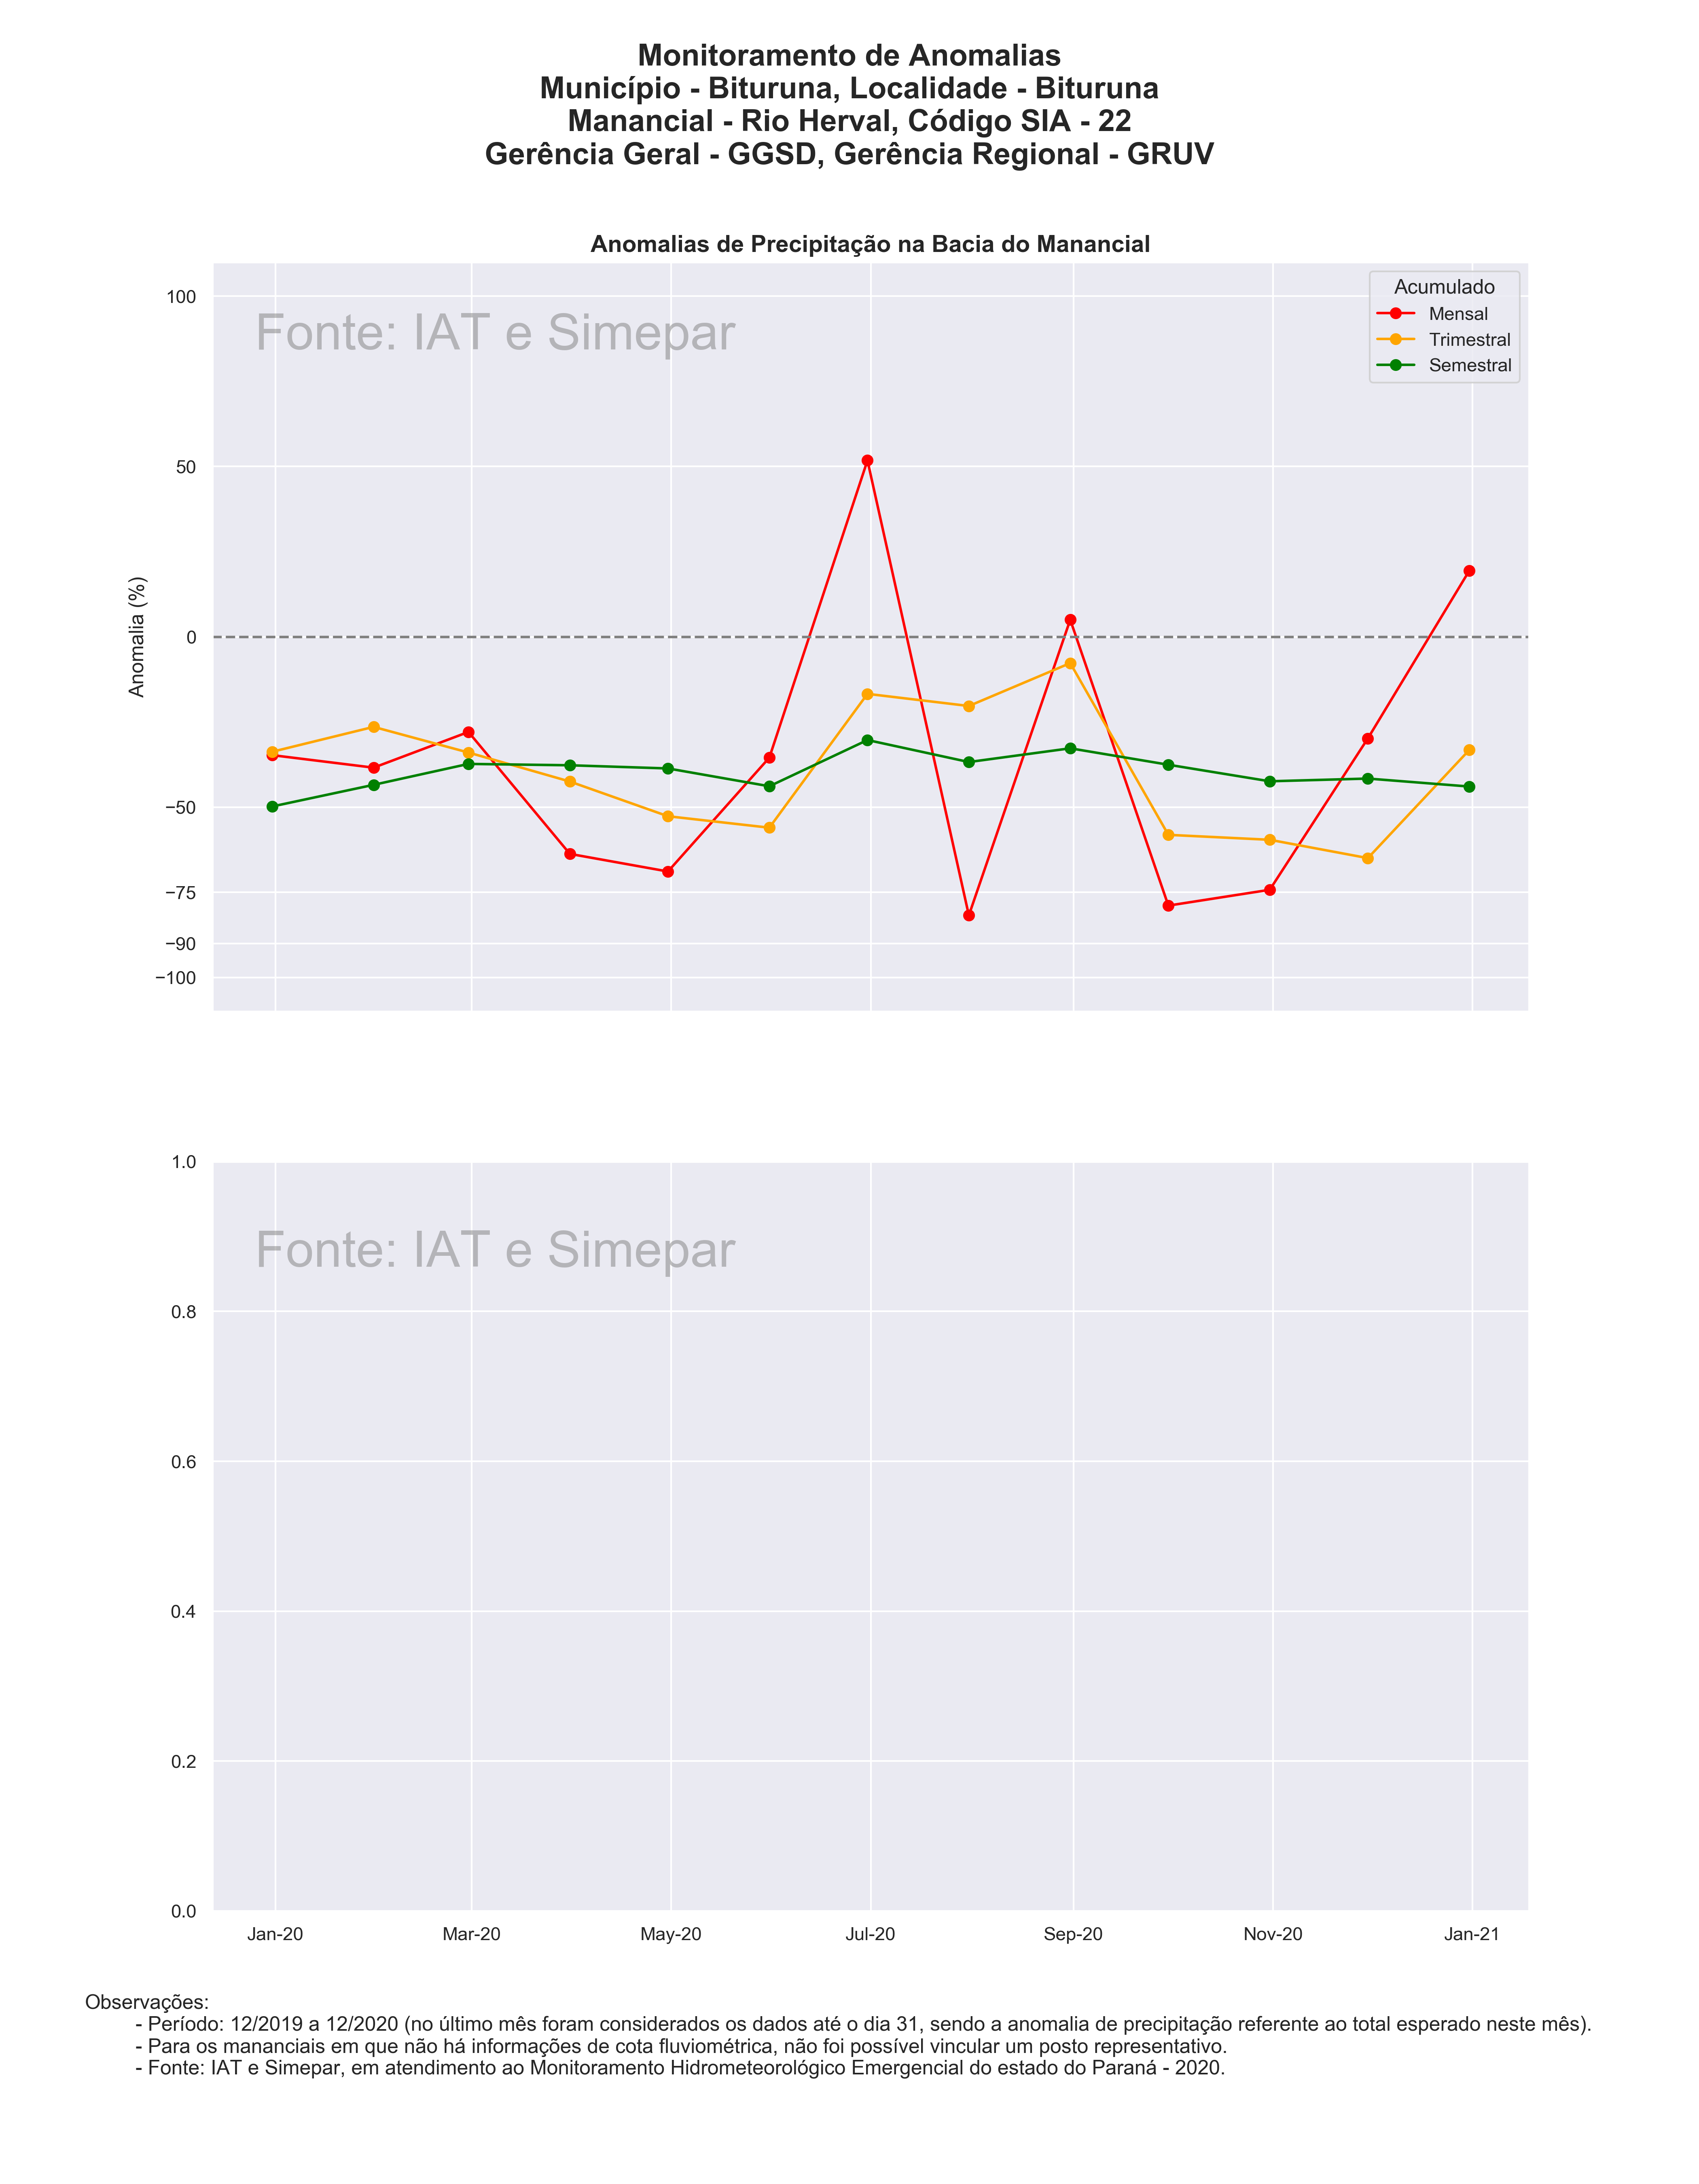 Monitoramento de Anomalias
Município - Bituruna, Localidade - Bituruna
Manancial - Rio Herval, Código SIA - 22
Gerência Geral - GGSD, Gerência Regional - GRUV
Anomalias de Precipitação na Bacia do Manancial
Fonte: IAT e Simepar
Acumulado
Mensal
Trimestral
Semestral
Anomalia (%)
100
50
0
−50
−75
−90
−100
Fonte: IAT e Simepar
1.0
0.8
0.6
0.4
0.2
0.0
Jan-20 Mar-20 May-20 Jul-20 Sep-20 Nov-20 Jan-21
Observações:
- Período: 12/2019 a 12/2020 (no último mês foram considerados os dados até o dia 31, sendo a anomalia de precipitação referente ao total esperado neste mês).
- Para os mananciais em que não há informações de cota fluviométrica, não foi possível vincular um posto representativo.
- Fonte: IAT e Simepar, em atendimento ao Monitoramento Hidrometeorológico Emergencial do estado do Paraná - 2020.